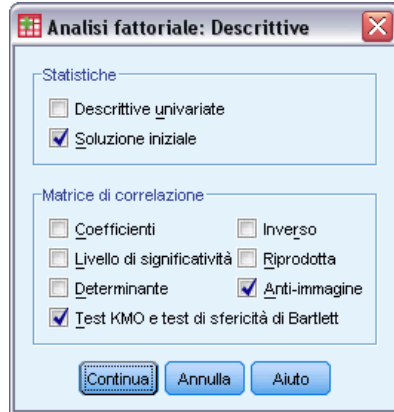 Analisi fattoriale: Descrittive
Statistiche
Descrittive univariate
Soluzione iniziale
Matrice di correlazione
Coefficienti
Inverso
Livello di significatività
Riprodotta
Determinante
Anti-immagine
Test KMO e test di sfericità di Bartlett
Continua
Annulla
Aiuto